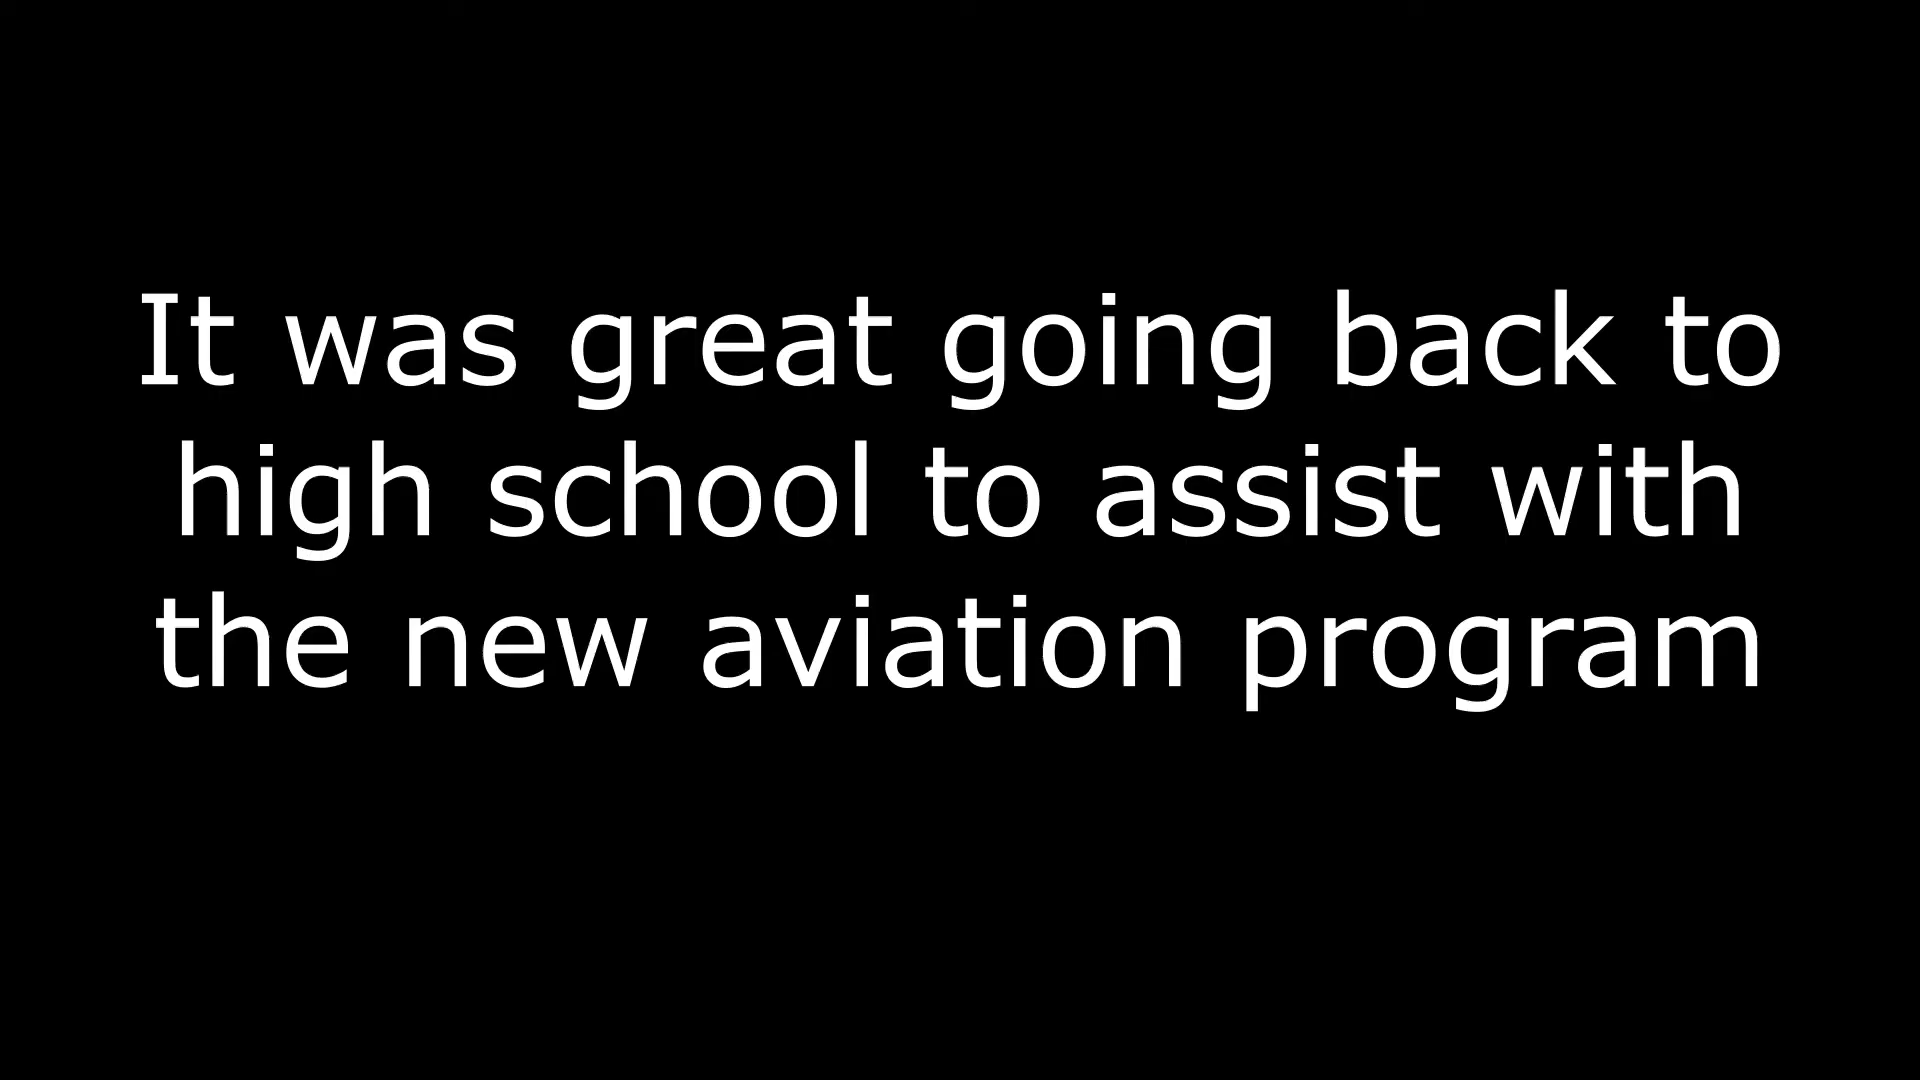 It was great going back to
high school to assist with
the new aviation program